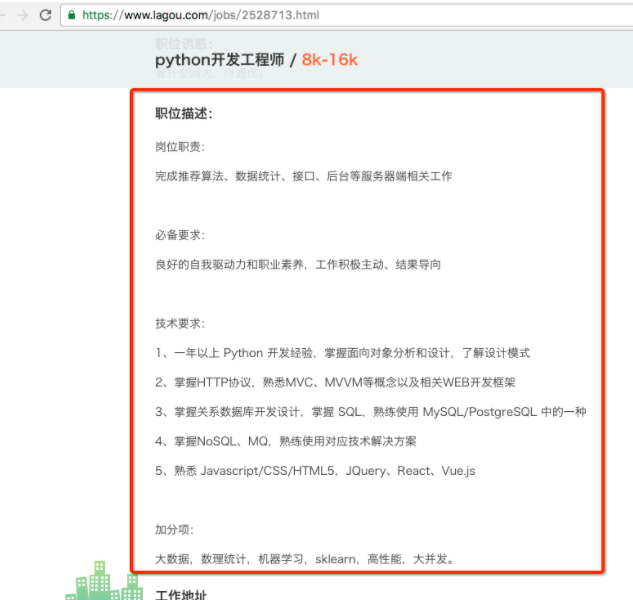 https://www.lagou.com/jobs/2528713.html
职位诱惑：
python开发工程师 / 8k-16k
职位描述：
岗位职责：
完成推荐算法、数据统计、接口、后台等服务器端相关工作
必备要求：
良好的自我驱动力和职业素养，工作积极主动、结果导向
技术要求：
1、一年以上 Python 开发经验，掌握面向对象分析和设计，了解设计模式
2、掌握HTTP协议，熟悉MVC、MVVM等概念以及相关WEB开发框架
3、掌握关系数据库开发设计，掌握 SQL，熟练使用 MySQL/PostgreSQL 中的一种
4、掌握NoSQL、MQ，熟练使用对应技术解决方案
5、熟悉 Javascript/CSS/HTML5，JQuery、React、Vue.js
加分项：
大数据，数理统计，机器学习，sklearn，高性能，大并发。
工作地址